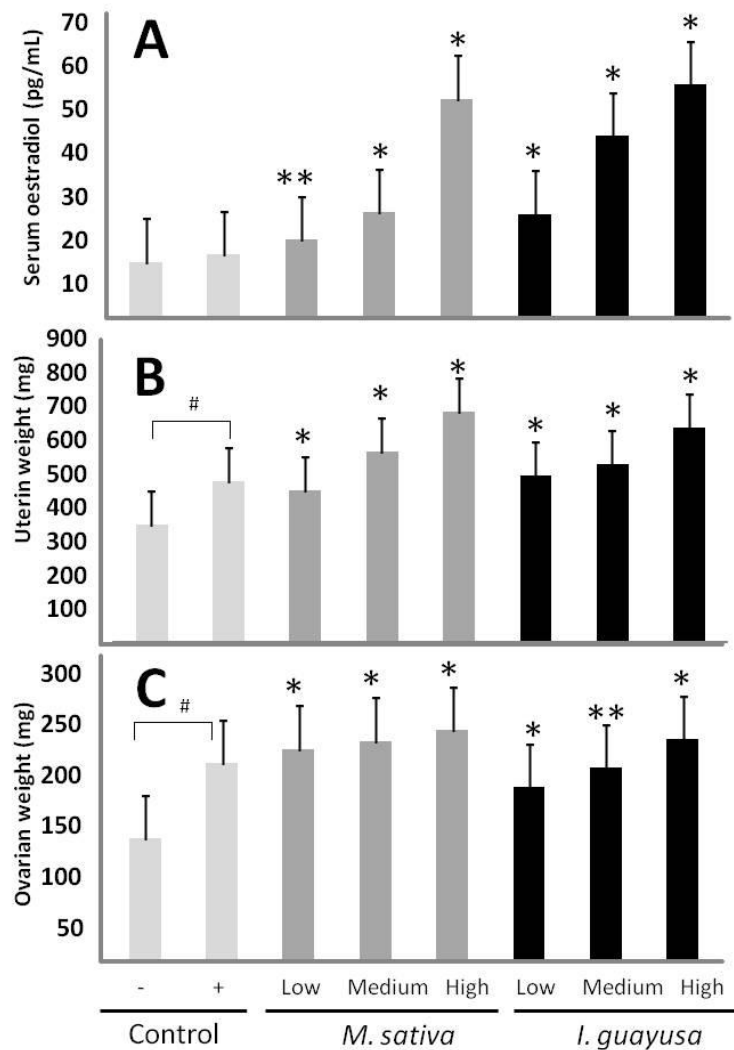 A
Serum oestradiol (pg/mL)
70
60
50
40
30
20
10
** * * * * *
B
Uterin weight (mg)
900
800
700
600
500
400
300
200
100
# * * * * * *
C
Ovarian weight (mg)
300
250
200
150
100
50
# * * * * ** *
- + Low Medium High Low Medium High
Control M. sativa I. guayusa